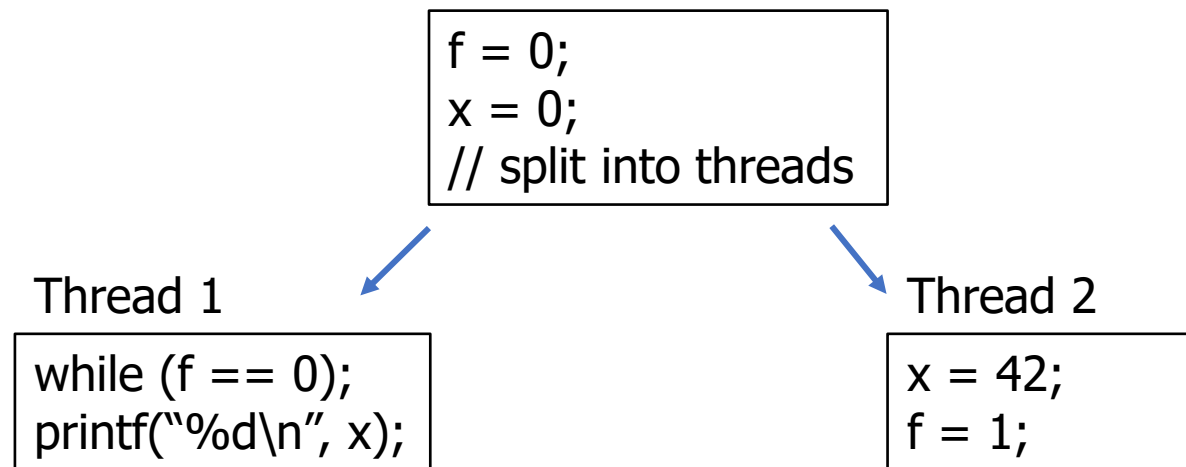 f = 0;
x = 0;
// split into threads
Thread 1
while (f == 0);
printf(“%d\n”, x);
Thread 2
x = 42;
f = 1;